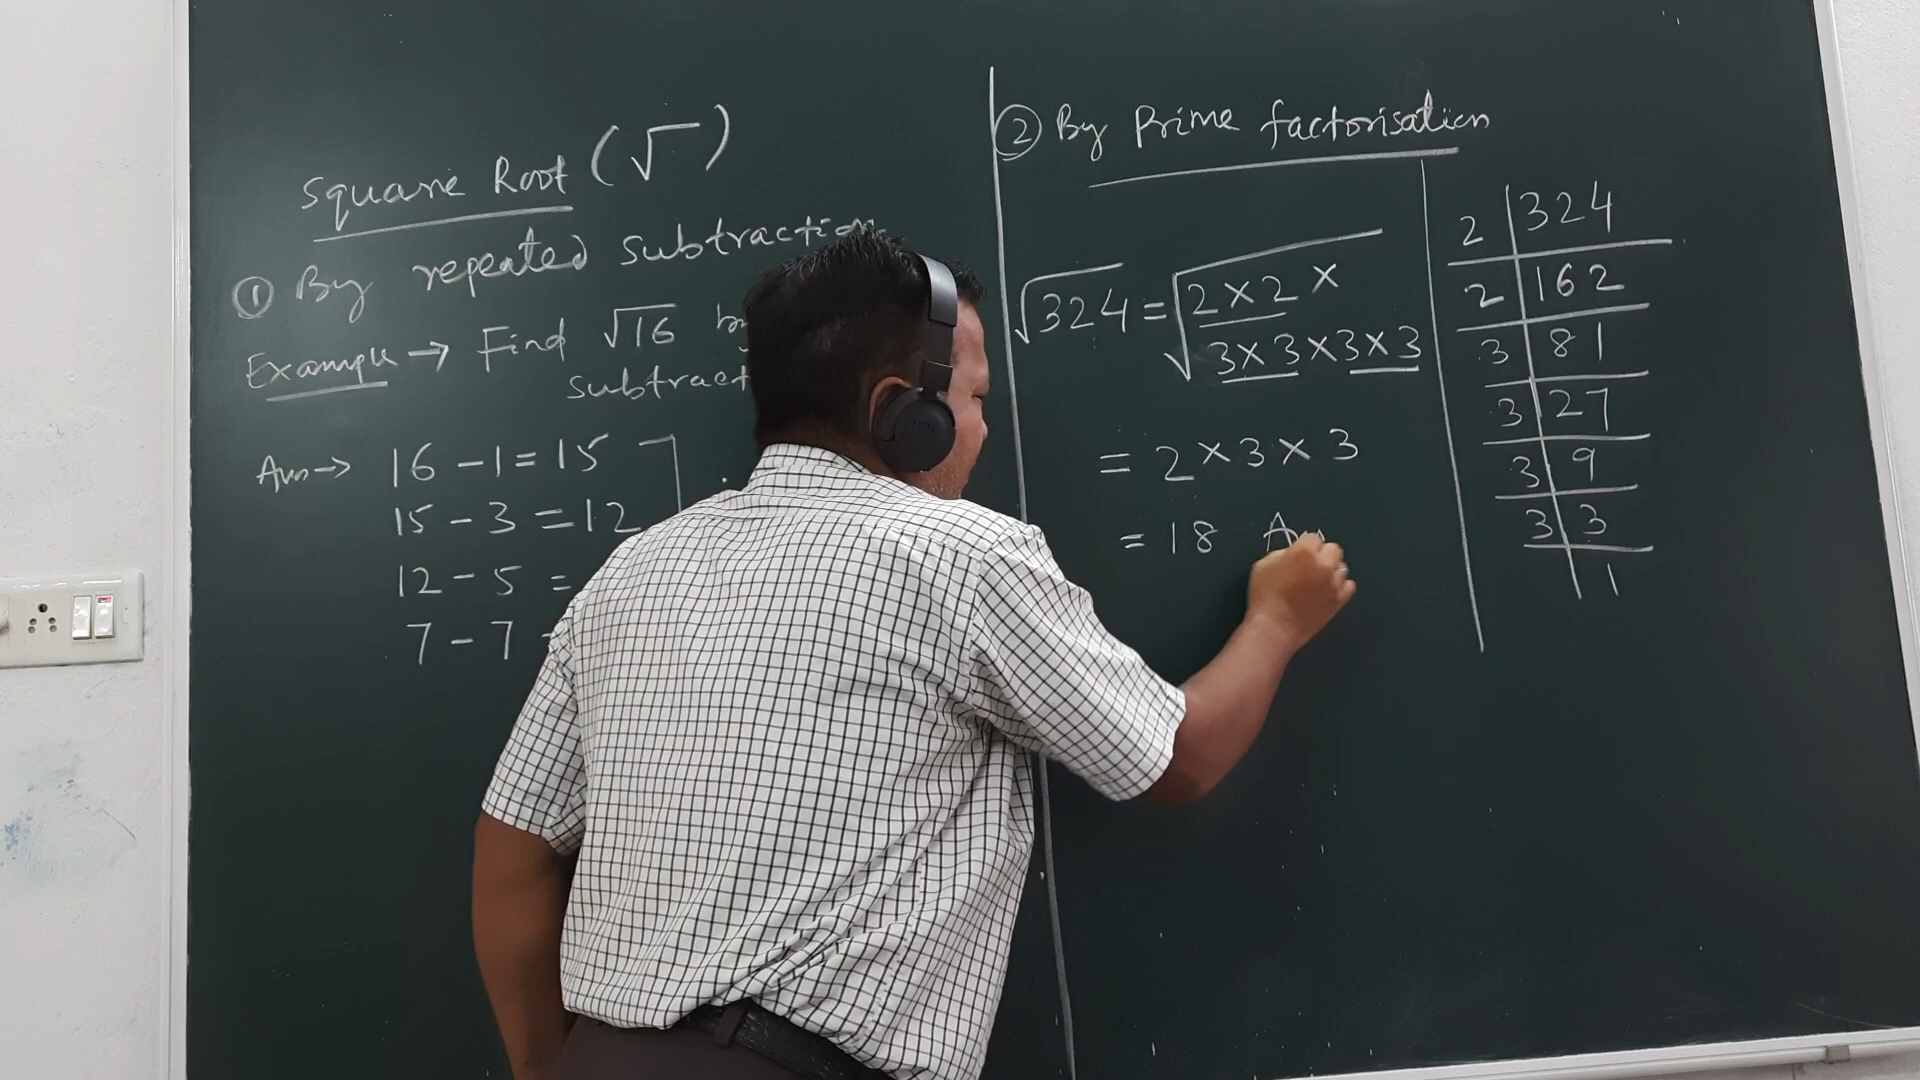 Square Root (√‾)
① By repeated subtraction
Example → Find √16
subtract
Ans → 16 - 1 = 15
15 - 3 = 12
12 - 5 =
7 - 7
② By Prime factorisation
√324 = √2 × 2 ×
3 × 3 × 3 × 3
= 2 × 3 × 3
= 18
2 | 324
2 | 162
3 | 81
3 | 27
3 | 9
3 | 3
| 1